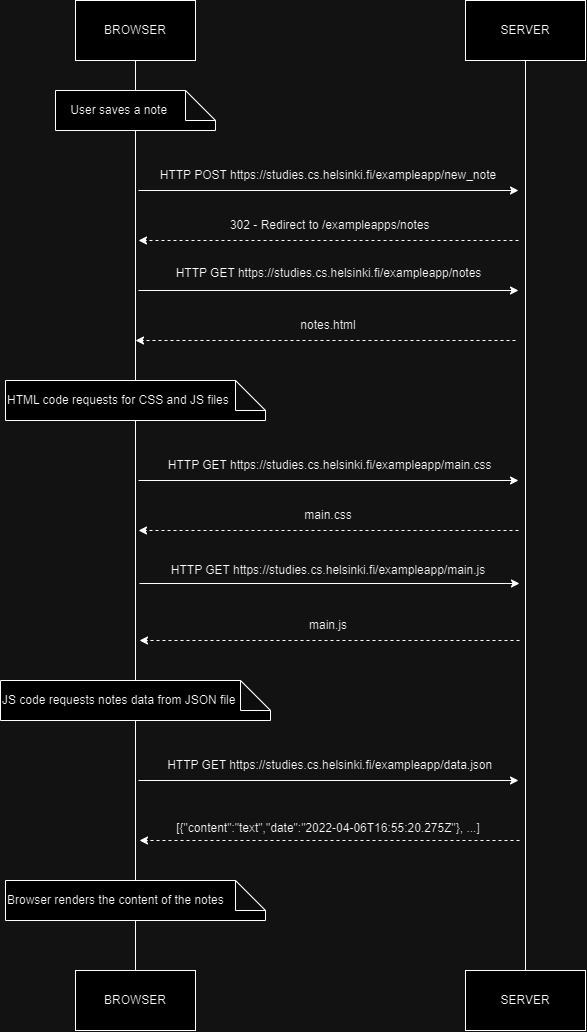 BROWSER
SERVER
User saves a note
HTTP POST https://studies.cs.helsinki.fi/exampleapp/new_note
302 - Redirect to /exampleapps/notes
HTTP GET https://studies.cs.helsinki.fi/exampleapp/notes
notes.html
HTML code requests for CSS and JS files
HTTP GET https://studies.cs.helsinki.fi/exampleapp/main.css
main.css
HTTP GET https://studies.cs.helsinki.fi/exampleapp/main.js
main.js
JS code requests notes data from JSON file
HTTP GET https://studies.cs.helsinki.fi/exampleapp/data.json
[{"content":"text","date":"2022-04-06T16:55:20.275Z"}, ...]
Browser renders the content of the notes
BROWSER
SERVER